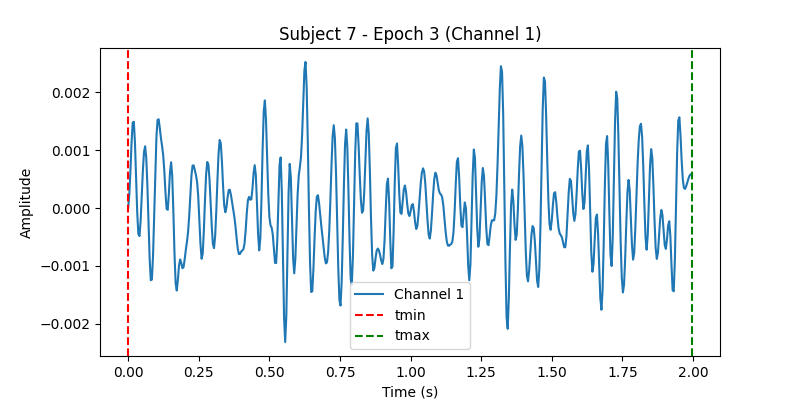 Subject 7 - Epoch 3 (Channel 1)
Amplitude
0.002
0.001
0.000
−0.001
−0.002
Channel 1
tmin
tmax
0.00 0.25 0.50 0.75 1.00 1.25 1.50 1.75 2.00
Time (s)